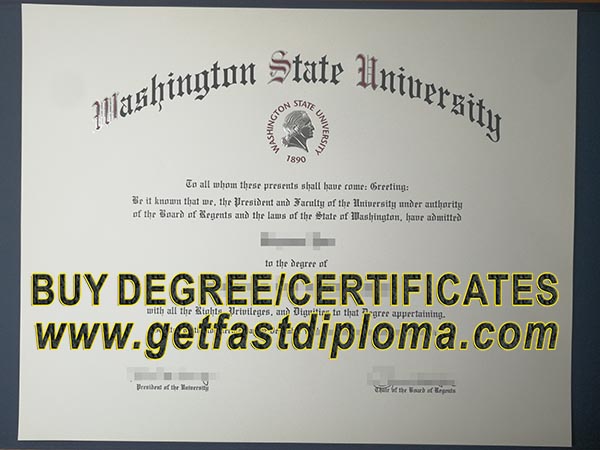 Washington State University
WASHINGTON STATE UNIVERSITY
1890
To all whom these presents shall have come: Greeting:
Be it known that we, the President and Faculty of the University under authority
of the Board of Regents and the laws of the State of Washington, have admitted
to the degree of
BUY DEGREE/CERTIFICATES
with all the Rights, Privileges, and Dignities to that Degree appertaining.
www.getfastdiploma.com
President of the University
of the Board of Regents